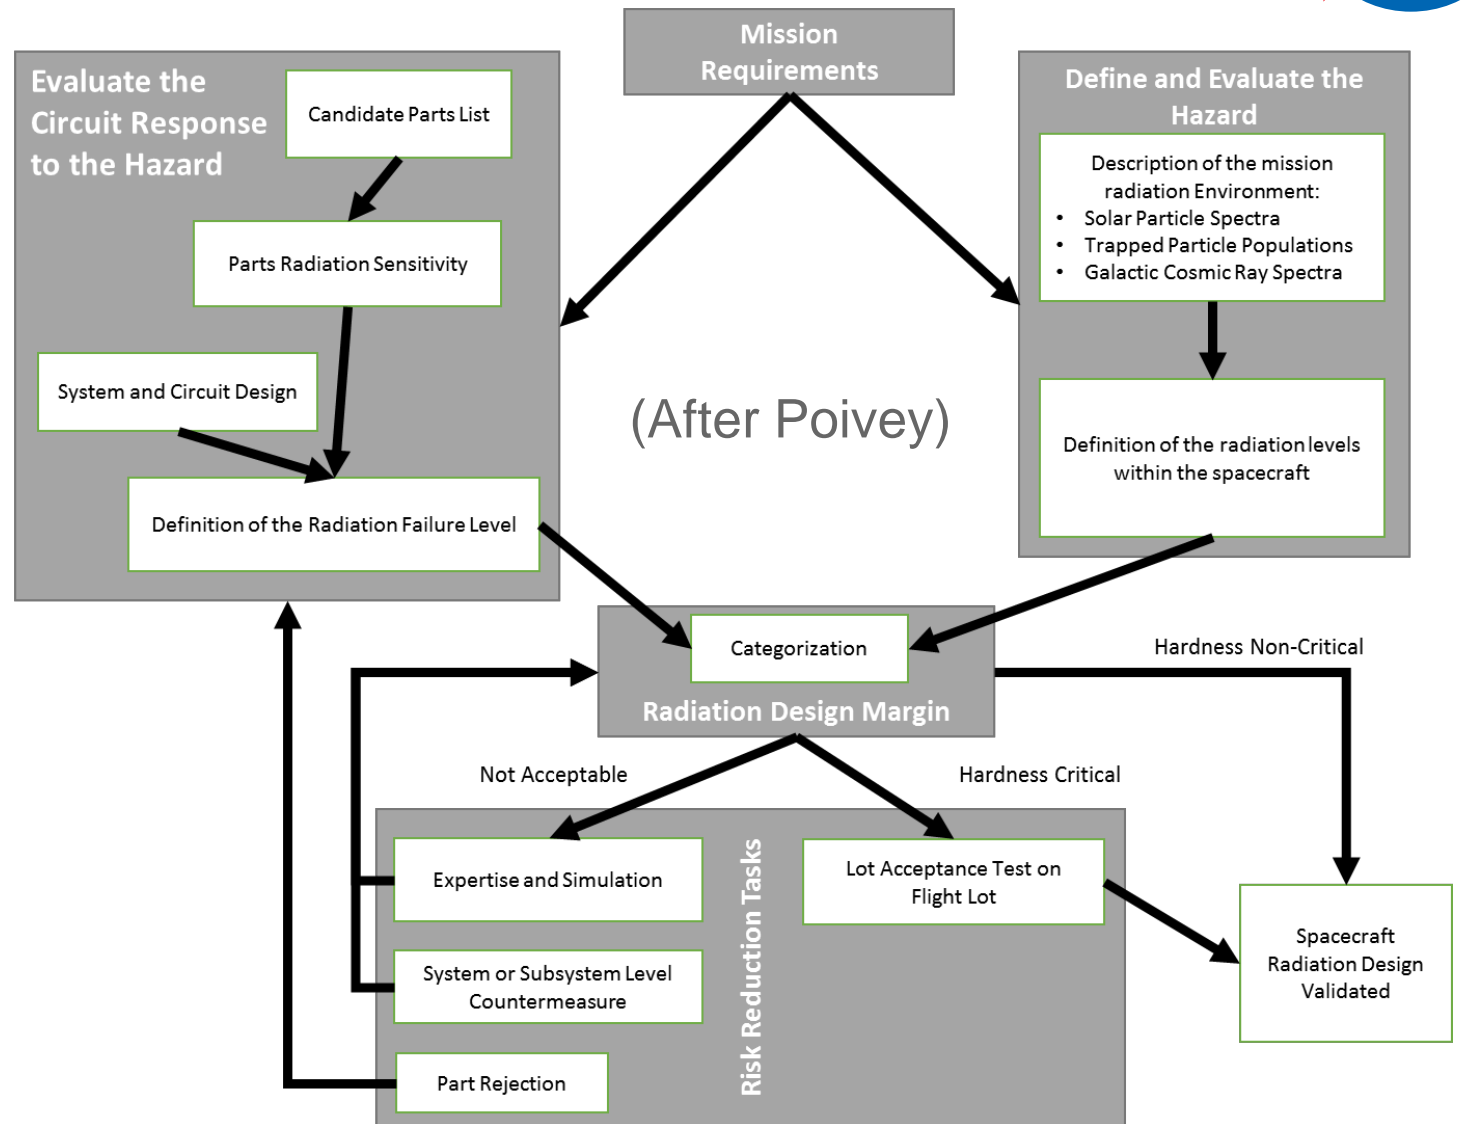 Mission
Requirements
Evaluate the
Circuit Response
to the Hazard
Candidate Parts List
Parts Radiation Sensitivity
System and Circuit Design
Definition of the Radiation Failure Level
Define and Evaluate the
Hazard
Description of the mission
radiation Environment:
• Solar Particle Spectra
• Trapped Particle Populations
• Galactic Cosmic Ray Spectra
Definition of the radiation levels
within the spacecraft
(After Poivey)
Categorization
Radiation Design Margin
Hardness Non-Critical
Not Acceptable
Hardness Critical
Expertise and Simulation
System or Subsystem Level
Countermeasure
Part Rejection
Risk Reduction Tasks
Lot Acceptance Test on
Flight Lot
Spacecraft
Radiation Design
Validated